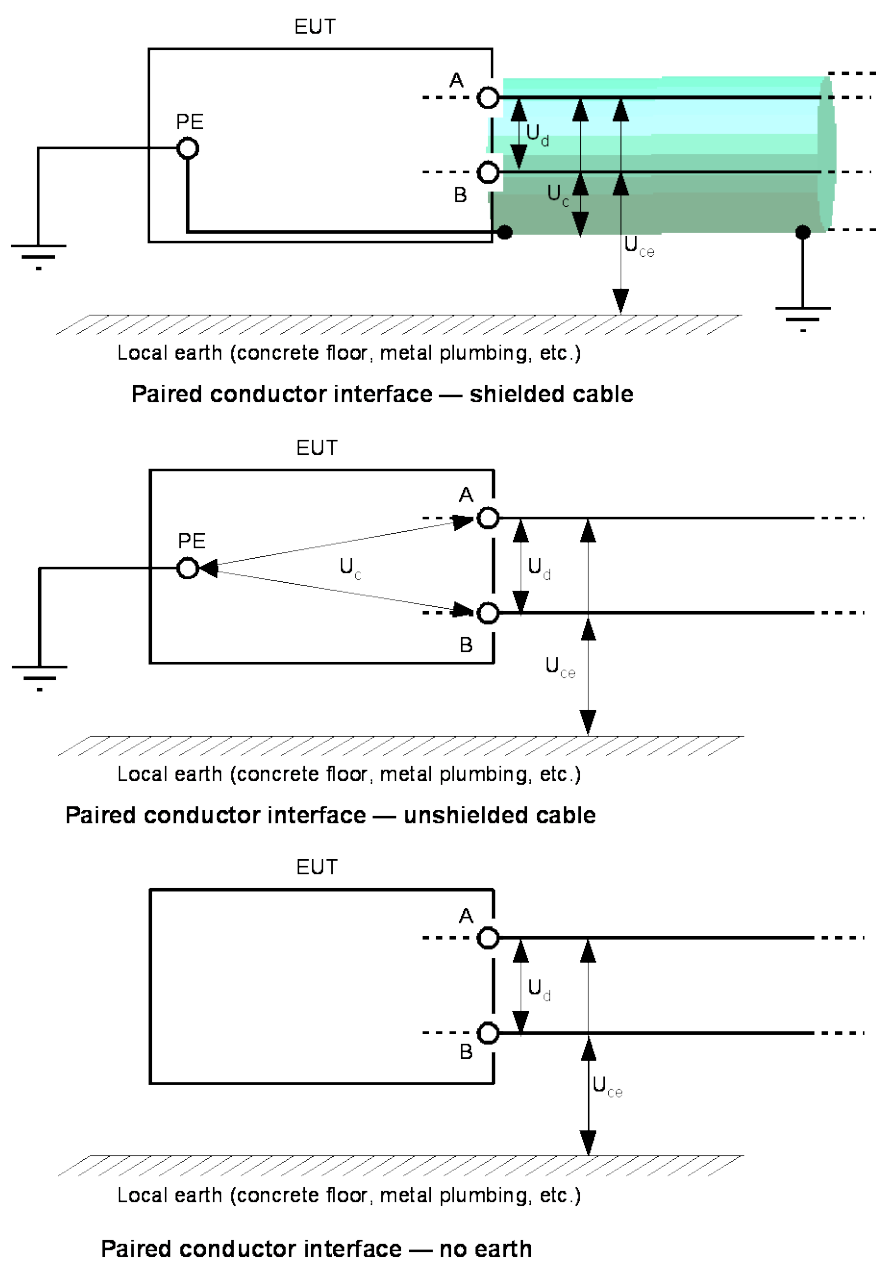 EUT
A
PE
Ud
B
Uc
Uce
Local earth (concrete floor, metal plumbing, etc.)
Paired conductor interface — shielded cable
EUT
A
PE
Uc
Ud
B
Uce
Local earth (concrete floor, metal plumbing, etc.)
Paired conductor interface — unshielded cable
EUT
A
Ud
B
Uce
Local earth (concrete floor, metal plumbing, etc.)
Paired conductor interface — no earth